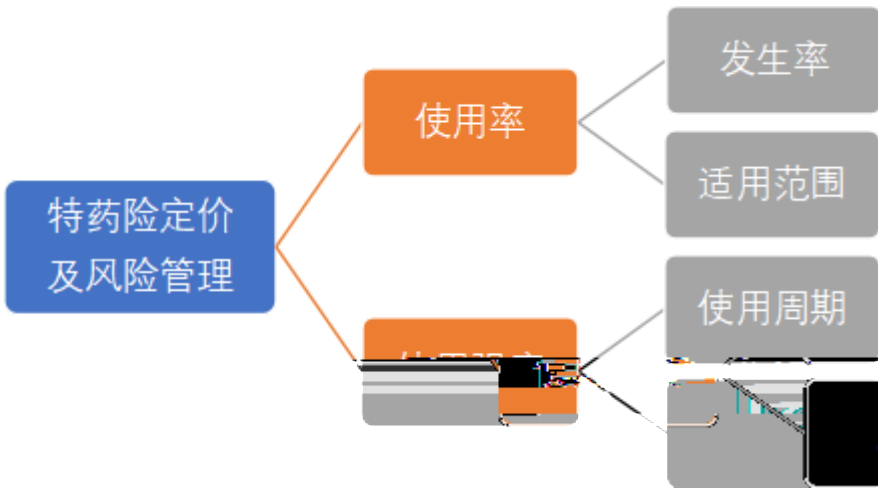 特药险定价
及风险管理
使用率
发生率
适用范围
使用周期